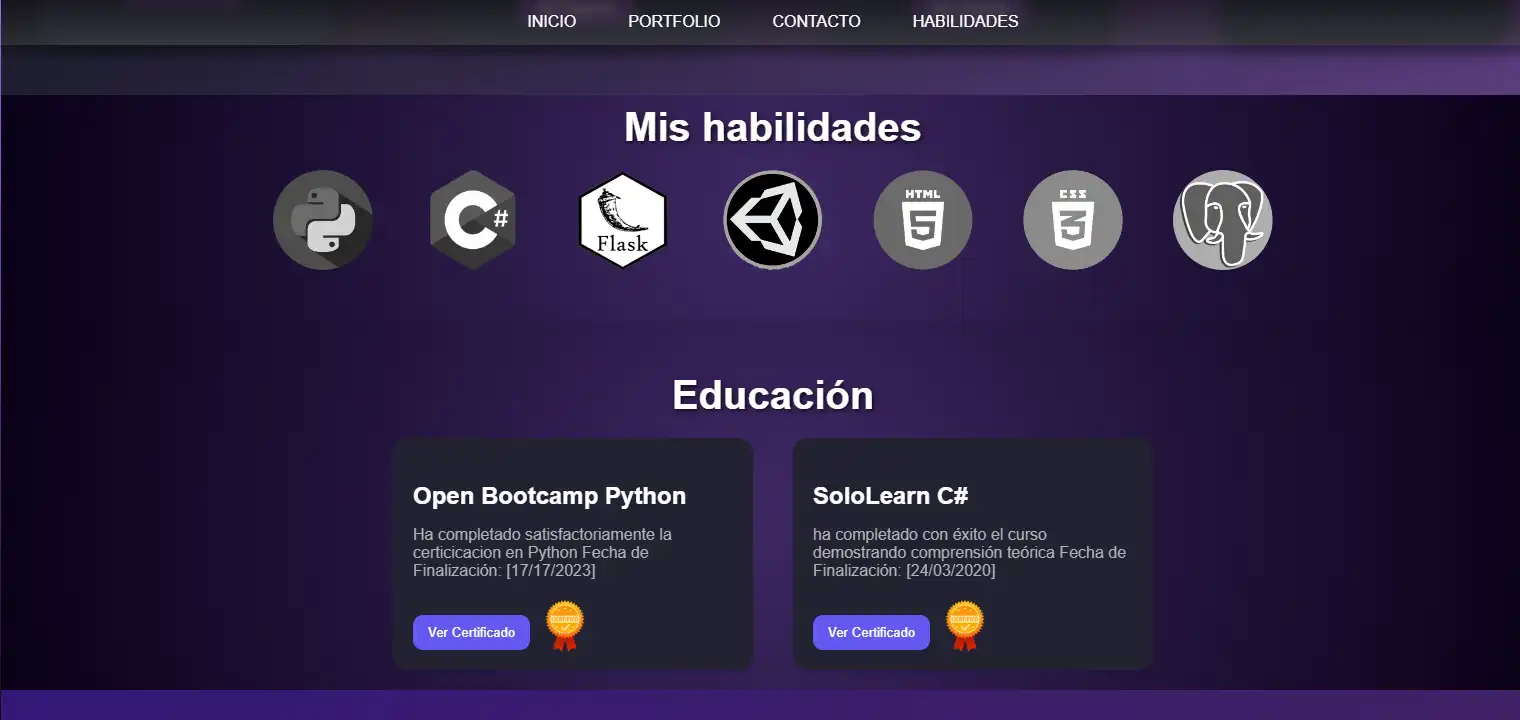 INICIO PORTFOLIO CONTACTO HABILIDADES
Mis habilidades
C#
Flask
HTML
5
CSS
3
Educación
Open Bootcamp Python
Ha completado satisfactoriamente la
certicicacion en Python Fecha de
Finalización: [17/17/2023]
Ver Certificado
SoloLearn C#
ha completado con éxito el curso
demostrando comprensión teórica Fecha de
Finalización: [24/03/2020]
Ver Certificado